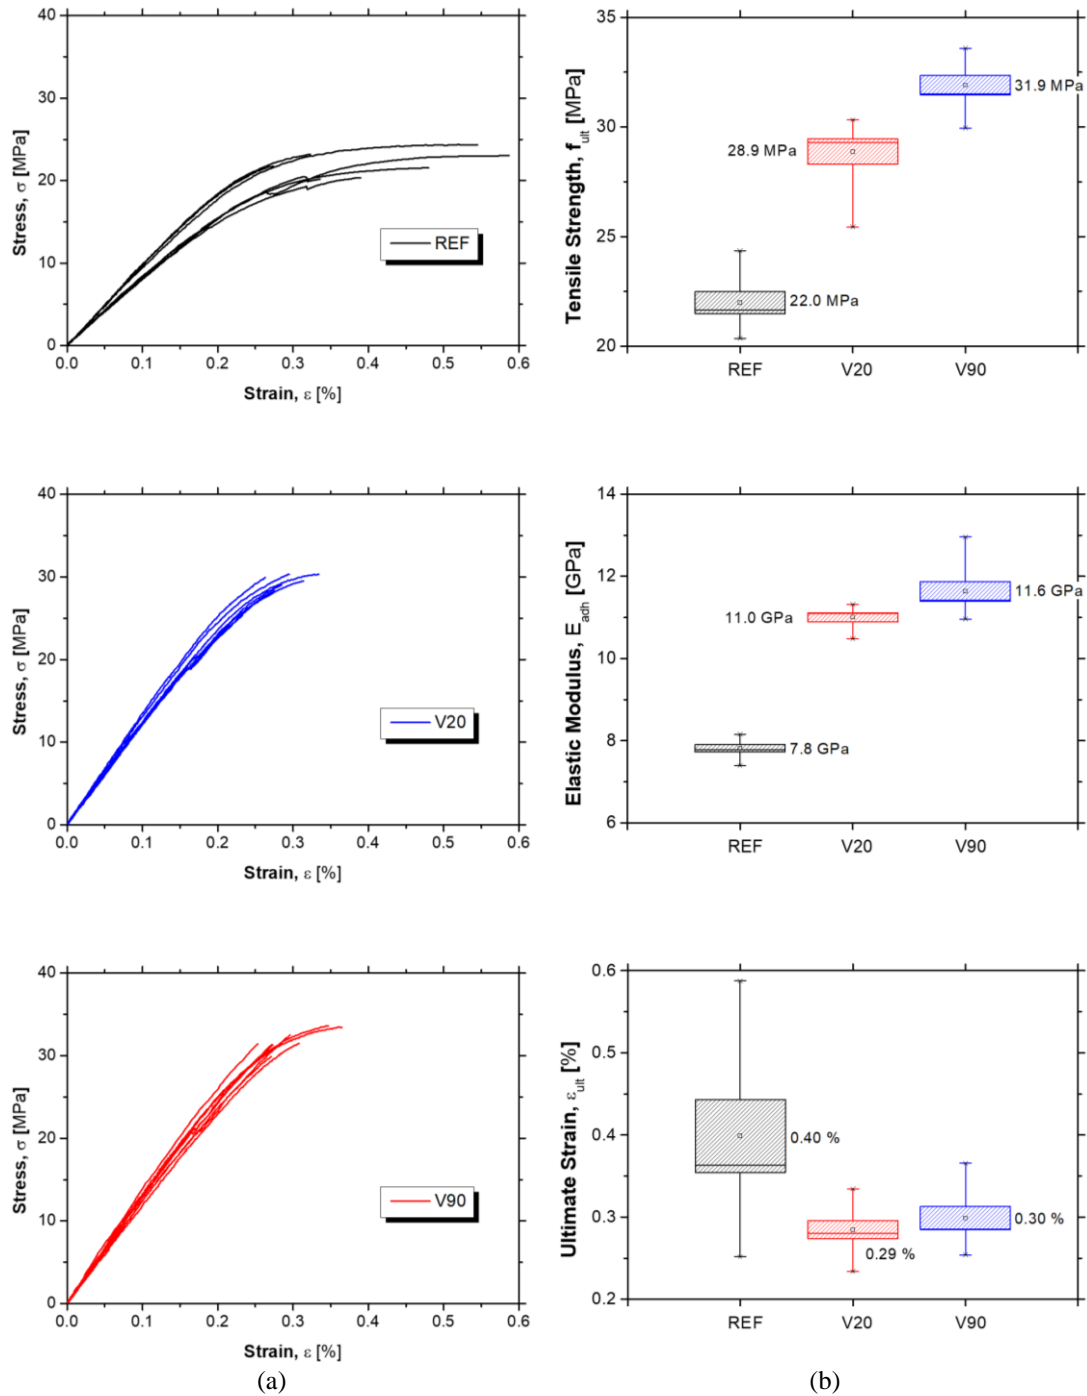 40
30
20
10
0
Stress, σ [MPa]
REF
0.0 0.1 0.2 0.3 0.4 0.5 0.6
Strain, ε [%]
35
30
25
20
Tensile Strength, f_ult [MPa]
31.9 MPa
28.9 MPa
22.0 MPa
REF V20 V90
40
30
20
10
0
Stress, σ [MPa]
V20
0.0 0.1 0.2 0.3 0.4 0.5 0.6
Strain, ε [%]
14
12
10
8
6
Elastic Modulus, E_adh [GPa]
11.6 GPa
11.0 GPa
7.8 GPa
REF V20 V90
40
30
20
10
0
Stress, σ [MPa]
V90
0.0 0.1 0.2 0.3 0.4 0.5 0.6
Strain, ε [%]
0.6
0.5
0.4
0.3
0.2
Ultimate Strain, ε_ult [%]
0.40 %
0.30 %
0.29 %
REF V20 V90
(a) (b)